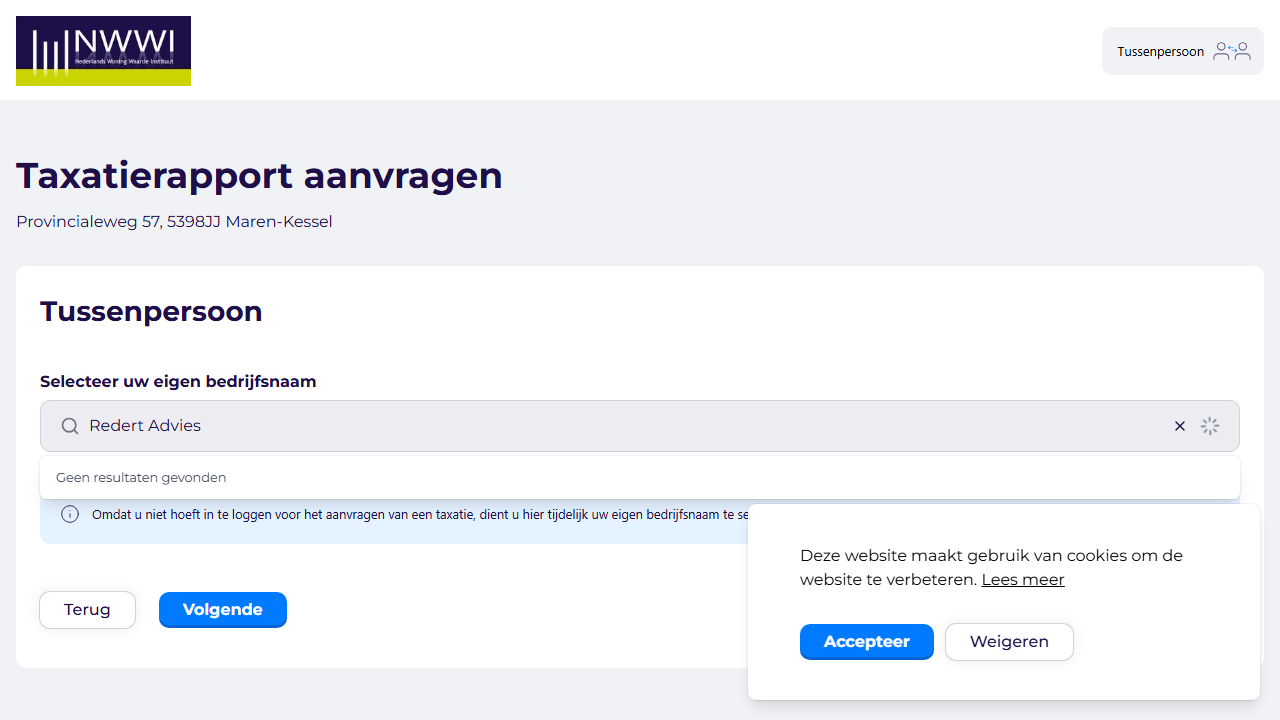 NWWI
Nederlands Woning Waarde Instituut
Tussenpersoon
Taxatierapport aanvragen
Provincialeweg 57, 5398JJ Maren-Kessel
Tussenpersoon
Selecteer uw eigen bedrijfsnaam
Redert Advies
Geen resultaten gevonden
Omdat u niet hoeft in te loggen voor het aanvragen van een taxatie, dient u hier tijdelijk uw eigen bedrijfsnaam te se
Deze website maakt gebruik van cookies om de
website te verbeteren. Lees meer
Terug
Volgende
Accepteer
Weigeren